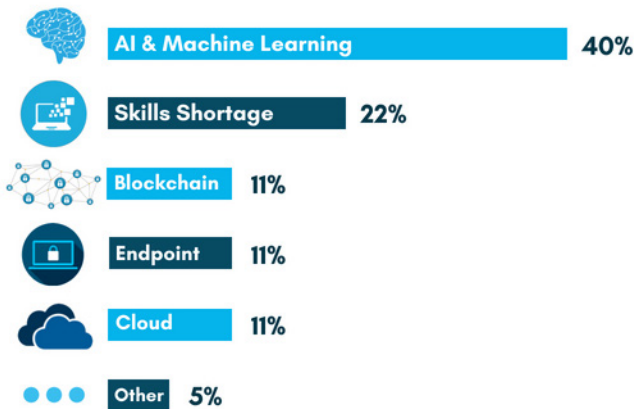 AI & Machine Learning 40%
Skills Shortage 22%
Blockchain 11%
Endpoint 11%
Cloud 11%
Other 5%